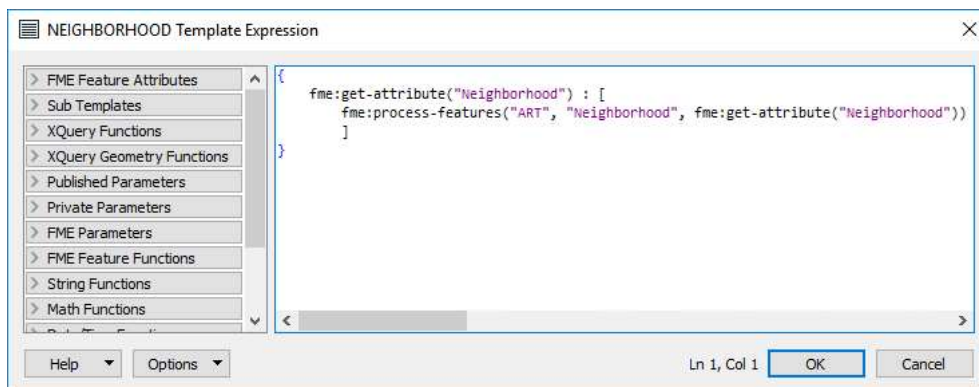 NEIGHBORHOOD Template Expression
FME Feature Attributes
Sub Templates
XQuery Functions
XQuery Geometry Functions
Published Parameters
Private Parameters
FME Parameters
FME Feature Functions
String Functions
Math Functions
{
fme:get-attribute("Neighborhood") : [
fme:process-features("ART", "Neighborhood", fme:get-attribute("Neighborhood"))
]
}
Help Options Ln 1, Col 1 OK Cancel